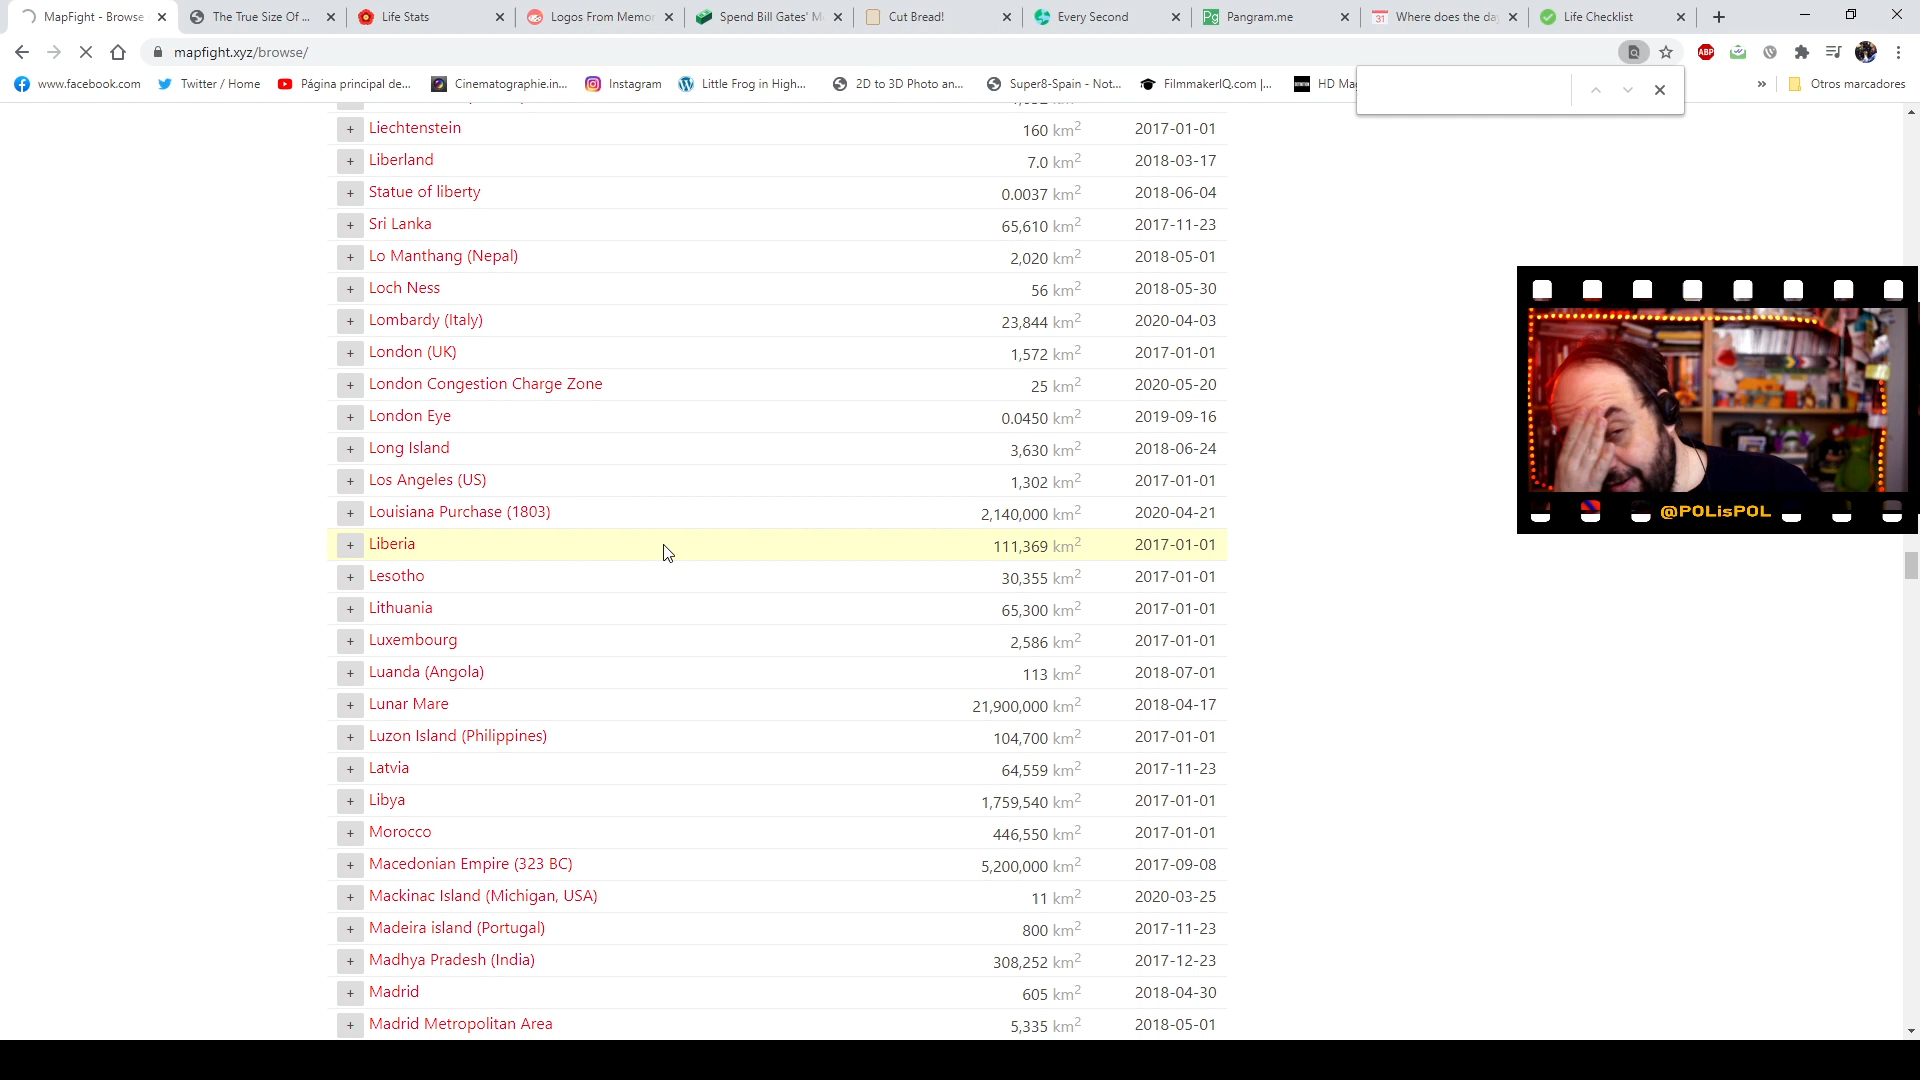 MapFight - Browse
The True Size Of ...
Life Stats
Logos From Memor
Spend Bill Gates' M
Cut Bread!
Every Second
Pg Pangram.me
31 Where does the da
Life Checklist
mapfight.xyz/browse/
ABP
www.facebook.com
Twitter / Home
Página principal de...
Cinematographie.in...
Instagram
Little Frog in High...
2D to 3D Photo an...
Super8-Spain - Not...
FilmmakerIQ.com |...
HD Ma
»
Otros marcadores
+ Liechtenstein 160 km² 2017-01-01
+ Liberland 7.0 km² 2018-03-17
+ Statue of liberty 0.0037 km² 2018-06-04
+ Sri Lanka 65,610 km² 2017-11-23
+ Lo Manthang (Nepal) 2,020 km² 2018-05-01
+ Loch Ness 56 km² 2018-05-30
+ Lombardy (Italy) 23,844 km² 2020-04-03
+ London (UK) 1,572 km² 2017-01-01
+ London Congestion Charge Zone 25 km² 2020-05-20
+ London Eye 0.0450 km² 2019-09-16
+ Long Island 3,630 km² 2018-06-24
+ Los Angeles (US) 1,302 km² 2017-01-01
+ Louisiana Purchase (1803) 2,140,000 km² 2020-04-21
+ Liberia 111,369 km² 2017-01-01
+ Lesotho 30,355 km² 2017-01-01
+ Lithuania 65,300 km² 2017-01-01
+ Luxembourg 2,586 km² 2017-01-01
+ Luanda (Angola) 113 km² 2018-07-01
+ Lunar Mare 21,900,000 km² 2018-04-17
+ Luzon Island (Philippines) 104,700 km² 2017-01-01
+ Latvia 64,559 km² 2017-11-23
+ Libya 1,759,540 km² 2017-01-01
+ Morocco 446,550 km² 2017-01-01
+ Macedonian Empire (323 BC) 5,200,000 km² 2017-09-08
+ Mackinac Island (Michigan, USA) 11 km² 2020-03-25
+ Madeira island (Portugal) 800 km² 2017-11-23
+ Madhya Pradesh (India) 308,252 km² 2017-12-23
+ Madrid 605 km² 2018-04-30
+ Madrid Metropolitan Area 5,335 km² 2018-05-01
@POLisPOL